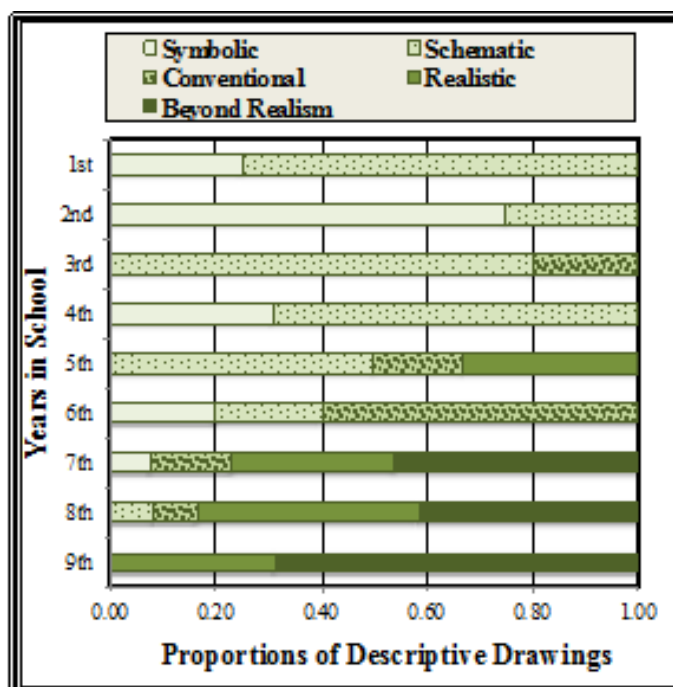 Symbolic Schematic
Conventional Realistic
Beyond Realism
Years in School
1st
2nd
3rd
4th
5th
6th
7th
8th
9th
0.00 0.20 0.40 0.60 0.80 1.00
Proportions of Descriptive Drawings